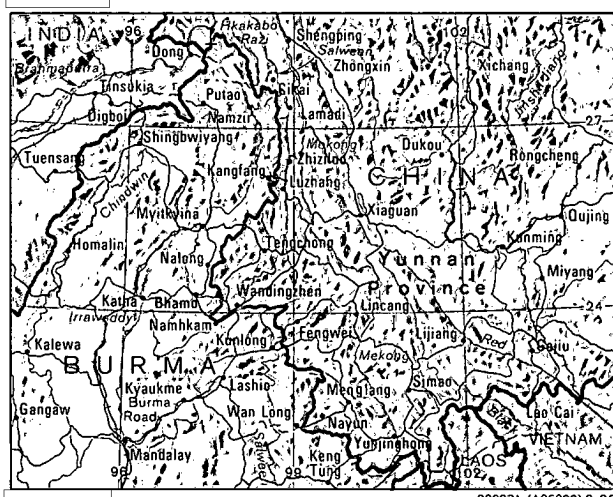 INDIA
96
Hkakabo
Razi
Shengping
Salween
102
Dong
Zhongxin
Xichang
Brahmaputra
Tinsukia
Putao
Sikai
Digboi
Namzir
Lamadi
27
Shingbwiyang
Mekong
Dukou
Tuensang
Zhiziluo
Rongcheng
Kangfang
Luzhang
CHINA
Chindwin
Myitkyina
Xiaguan
Qujing
Homalin
Tengchong
Kunming
Nalong
Yunnan
Miyang
Wandingzhen
Province
Katha
Bhamo
Lincang
24
Irrawaddy
Namhkam
Fengwei
Lijiang
Red
Kalewa
Kunlong
Gejiu
Mekong
BURMA
Lashio
Simao
Kyaukme
Menglang
Gangaw
Burma
Road
Wan Long
Lao Cai
Nayun
Black
Yunjinghong
VIETNAM
Mandalay
Salween
Keng
Tung
LAOS
96
99
102